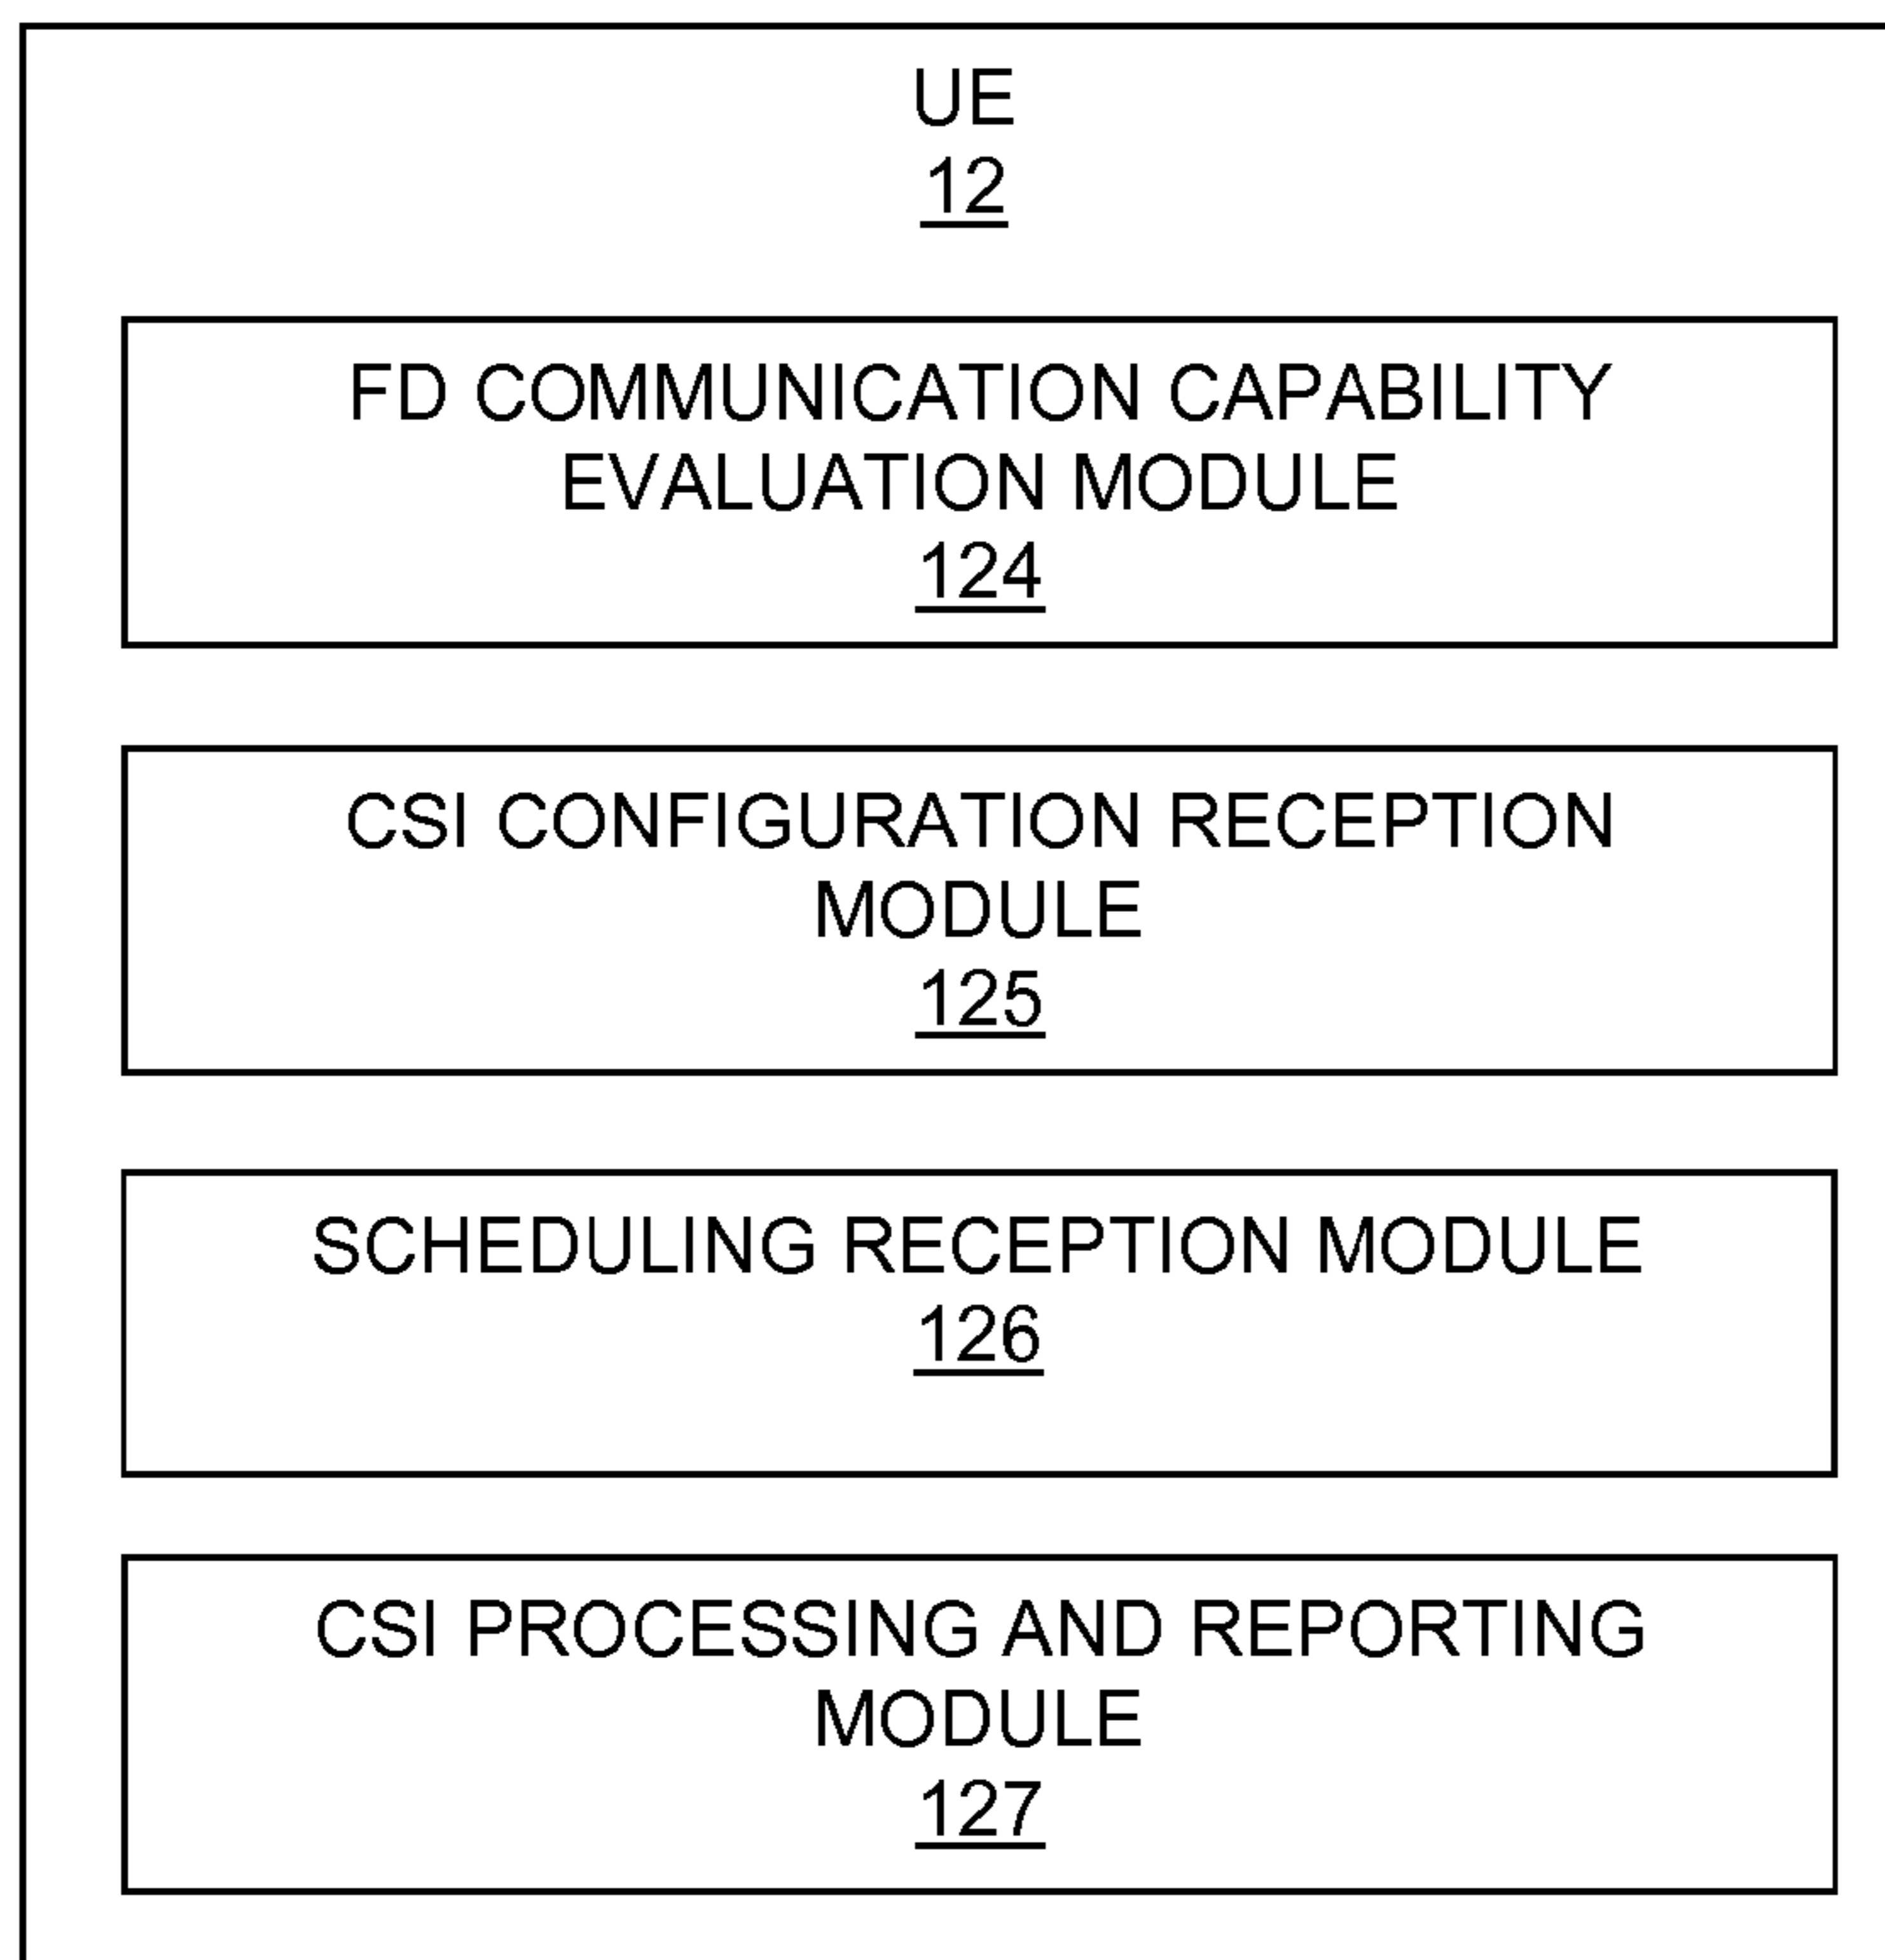 UE
12
FD COMMUNICATION CAPABILITY
EVALUATION MODULE
124
CSI CONFIGURATION RECEPTION
MODULE
125
SCHEDULING RECEPTION MODULE
126
CSI PROCESSING AND REPORTING
MODULE
127